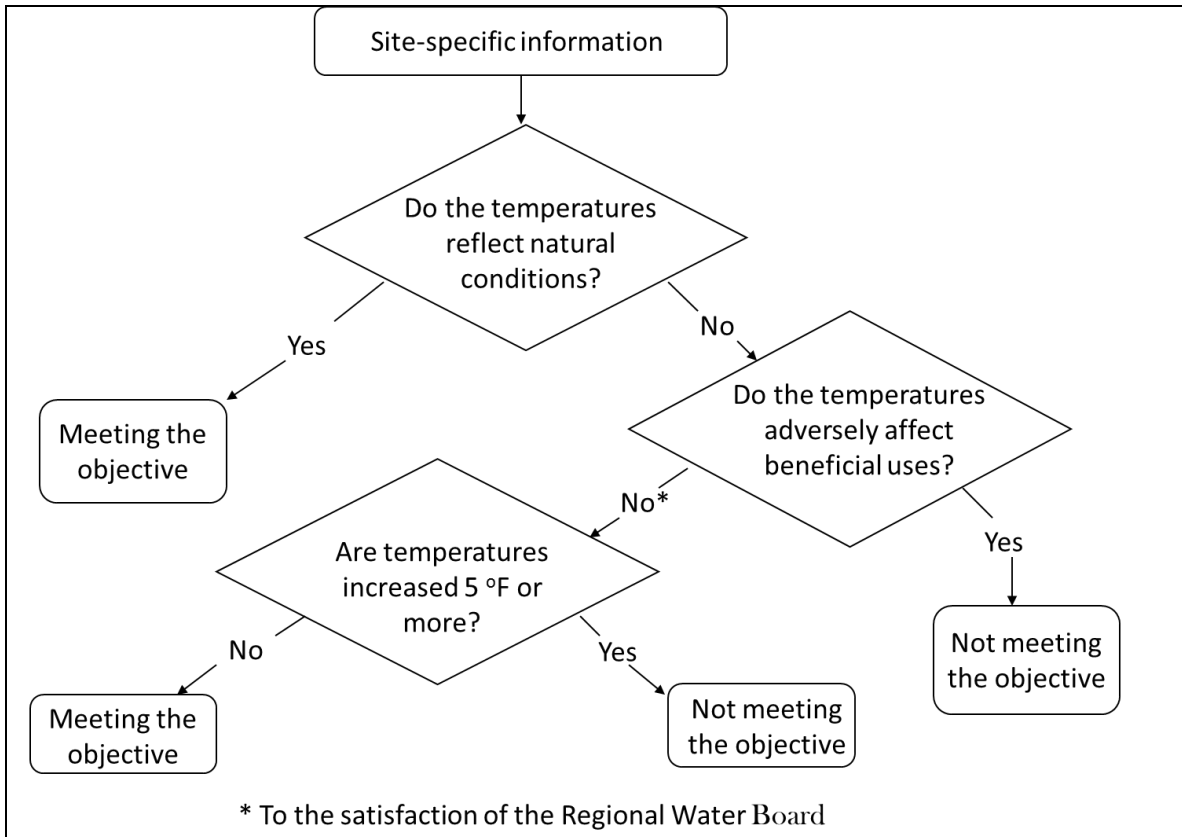 Site-specific information
Do the temperatures
reflect natural
conditions?
Yes
No
Meeting the
objective
Do the temperatures
adversely affect
beneficial uses?
No*
Yes
Are temperatures
increased 5 °F or
more?
No
Yes
Not meeting
the objective
Meeting the
objective
Not meeting
the objective
* To the satisfaction of the Regional Water Board